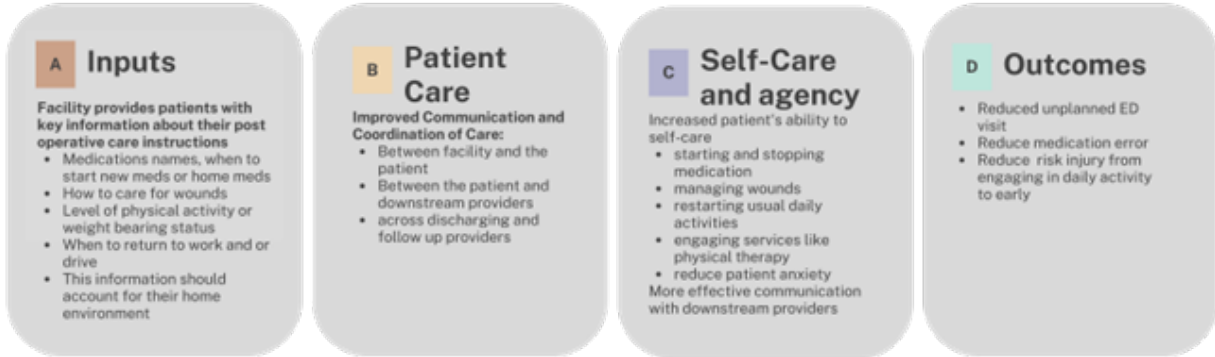 A
Inputs
Facility provides patients with
key information about their post
operative care instructions
• Medications names, when to
start new meds or home meds
• How to care for wounds
• Level of physical activity or
weight bearing status
• When to return to work and or
drive
• This information should
account for their home
environment
B
Patient
Care
Improved Communication and
Coordination of Care:
• Between facility and the
patient
• Between the patient and
downstream providers
• across discharging and
follow up providers
C
Self-Care
and agency
Increased patient's ability to
self-care
• starting and stopping
medication
• managing wounds
• restarting usual daily
activities
• engaging services like
physical therapy
• reduce patient anxiety
More effective communication
with downstream providers
D
Outcomes
• Reduced unplanned ED
visit
• Reduce medication error
• Reduce risk injury from
engaging in daily activity
to early